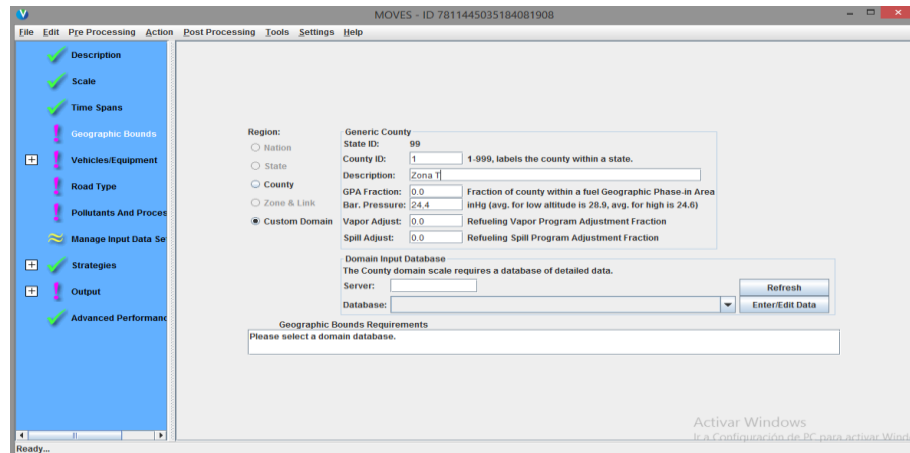 MOVES - ID 7811445035184081908
File Edit Pre Processing Action Post Processing Tools Settings Help
Description
Scale
Time Spans
Geographic Bounds
Vehicles/Equipment
Road Type
Pollutants And Proces
Manage Input Data Se
Strategies
Output
Advanced Performanc
Region:
Nation
State
County
Zone & Link
Custom Domain
Generic County
State ID: 99
County ID: 1 1-999, labels the county within a state.
Description: Zona T
GPA Fraction: 0.0 Fraction of county within a fuel Geographic Phase-in Area
Bar. Pressure: 24,4 inHg (avg. for low altitude is 28.9, avg. for high is 24.6)
Vapor Adjust: 0.0 Refueling Vapor Program Adjustment Fraction
Spill Adjust: 0.0 Refueling Spill Program Adjustment Fraction
Domain Input Database
The County domain scale requires a database of detailed data.
Server: Refresh
Database: Enter/Edit Data
Geographic Bounds Requirements
Please select a domain database.
Activar Windows
Ir a Configuración de PC para activar Wind
Ready...